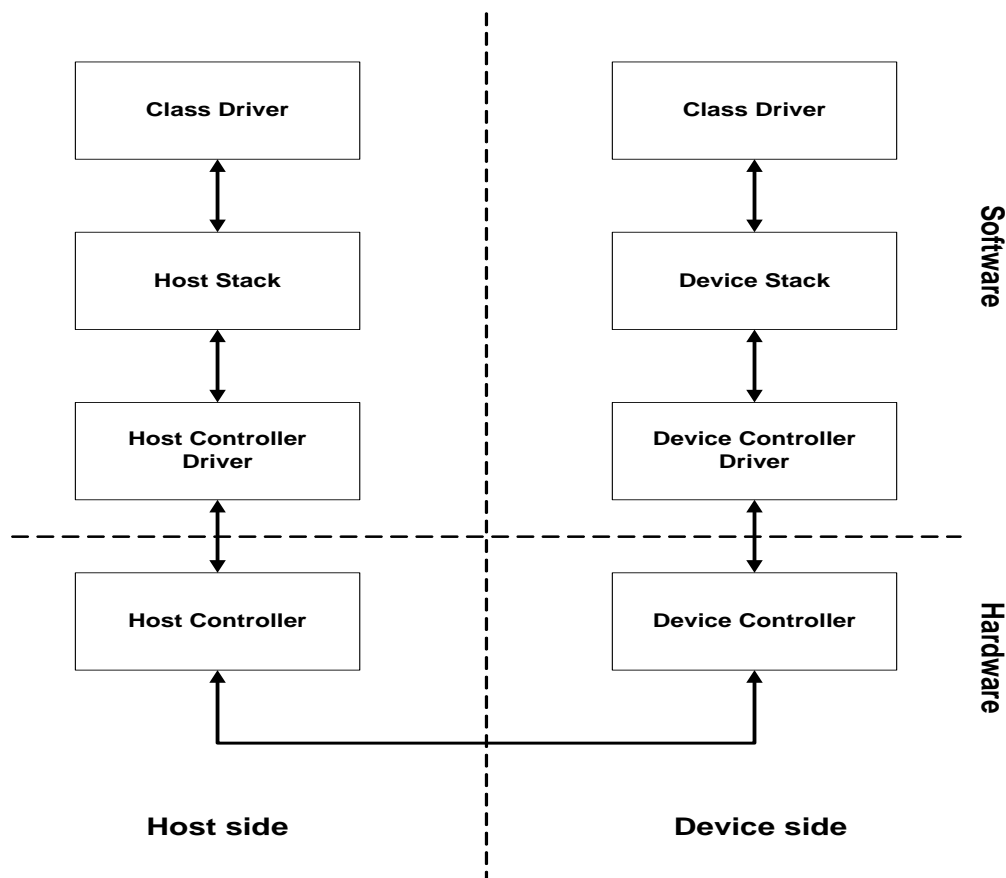 Class Driver
Class Driver
Software
Host Stack
Device Stack
Host Controller
Driver
Device Controller
Driver
Host Controller
Device Controller
Hardware
Host side
Device side